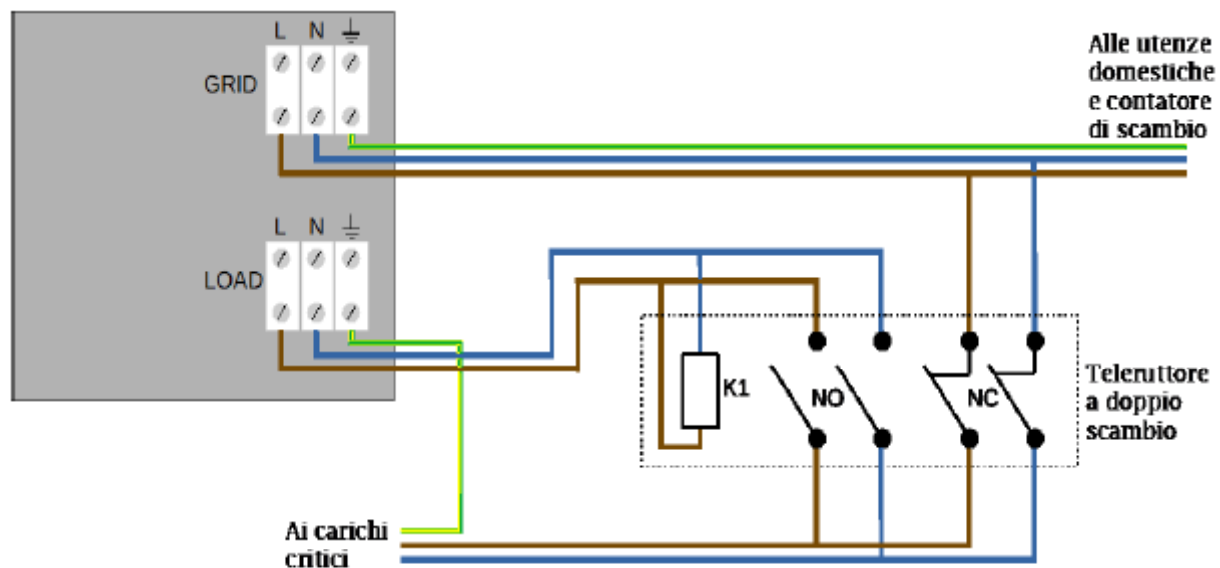 L N
GRID
Alle utenze
domestiche
e contatore
di scambio
L N
LOAD
K1
NO
NC
Teleruttore
a doppio
scambio
Ai carichi
critici